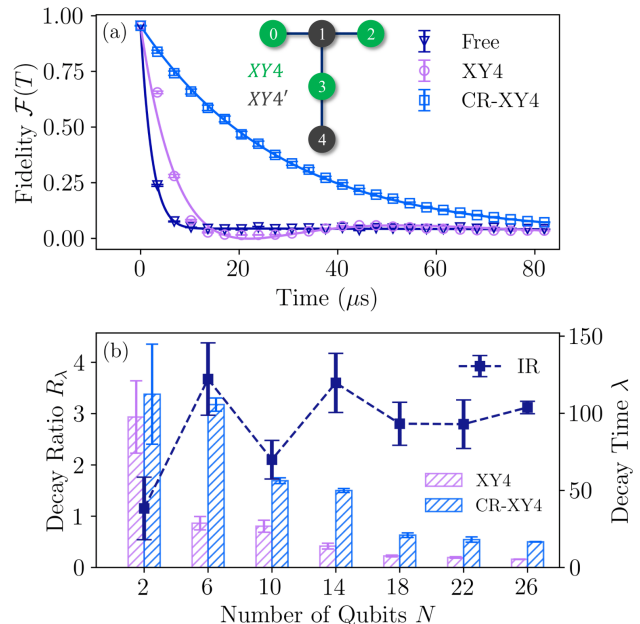 (a)
0 1 2
XY4
XY4′
3
4
Free
XY4
CR-XY4
Fidelity 𝓕(T)
1.00
0.75
0.50
0.25
0.00
0 20 40 60 80
Time (μs)
(b)
IR
Decay Ratio R_λ
4
3
2
1
0
XY4
CR-XY4
150
100
50
0
Decay Time λ
2 6 10 14 18 22 26
Number of Qubits N